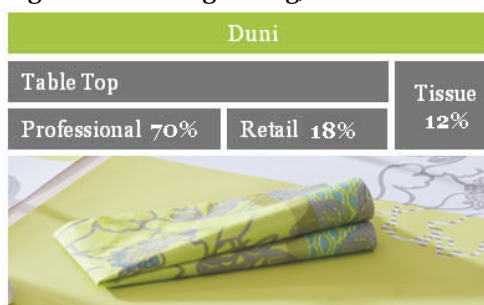 Duni
Table Top
Tissue
12%
Professional 70%
Retail 18%